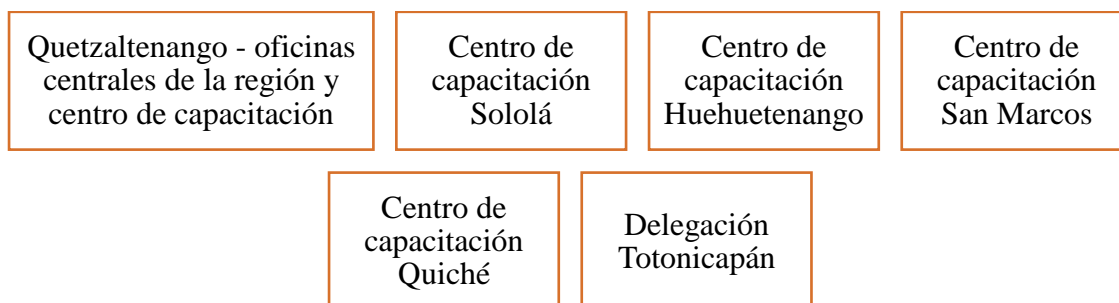 Quetzaltenango - oficinas
centrales de la región y
centro de capacitación
Centro de
capacitación
Sololá
Centro de
capacitación
Huehuetenango
Centro de
capacitación
San Marcos
Centro de
capacitación
Quiché
Delegación
Totonicapán